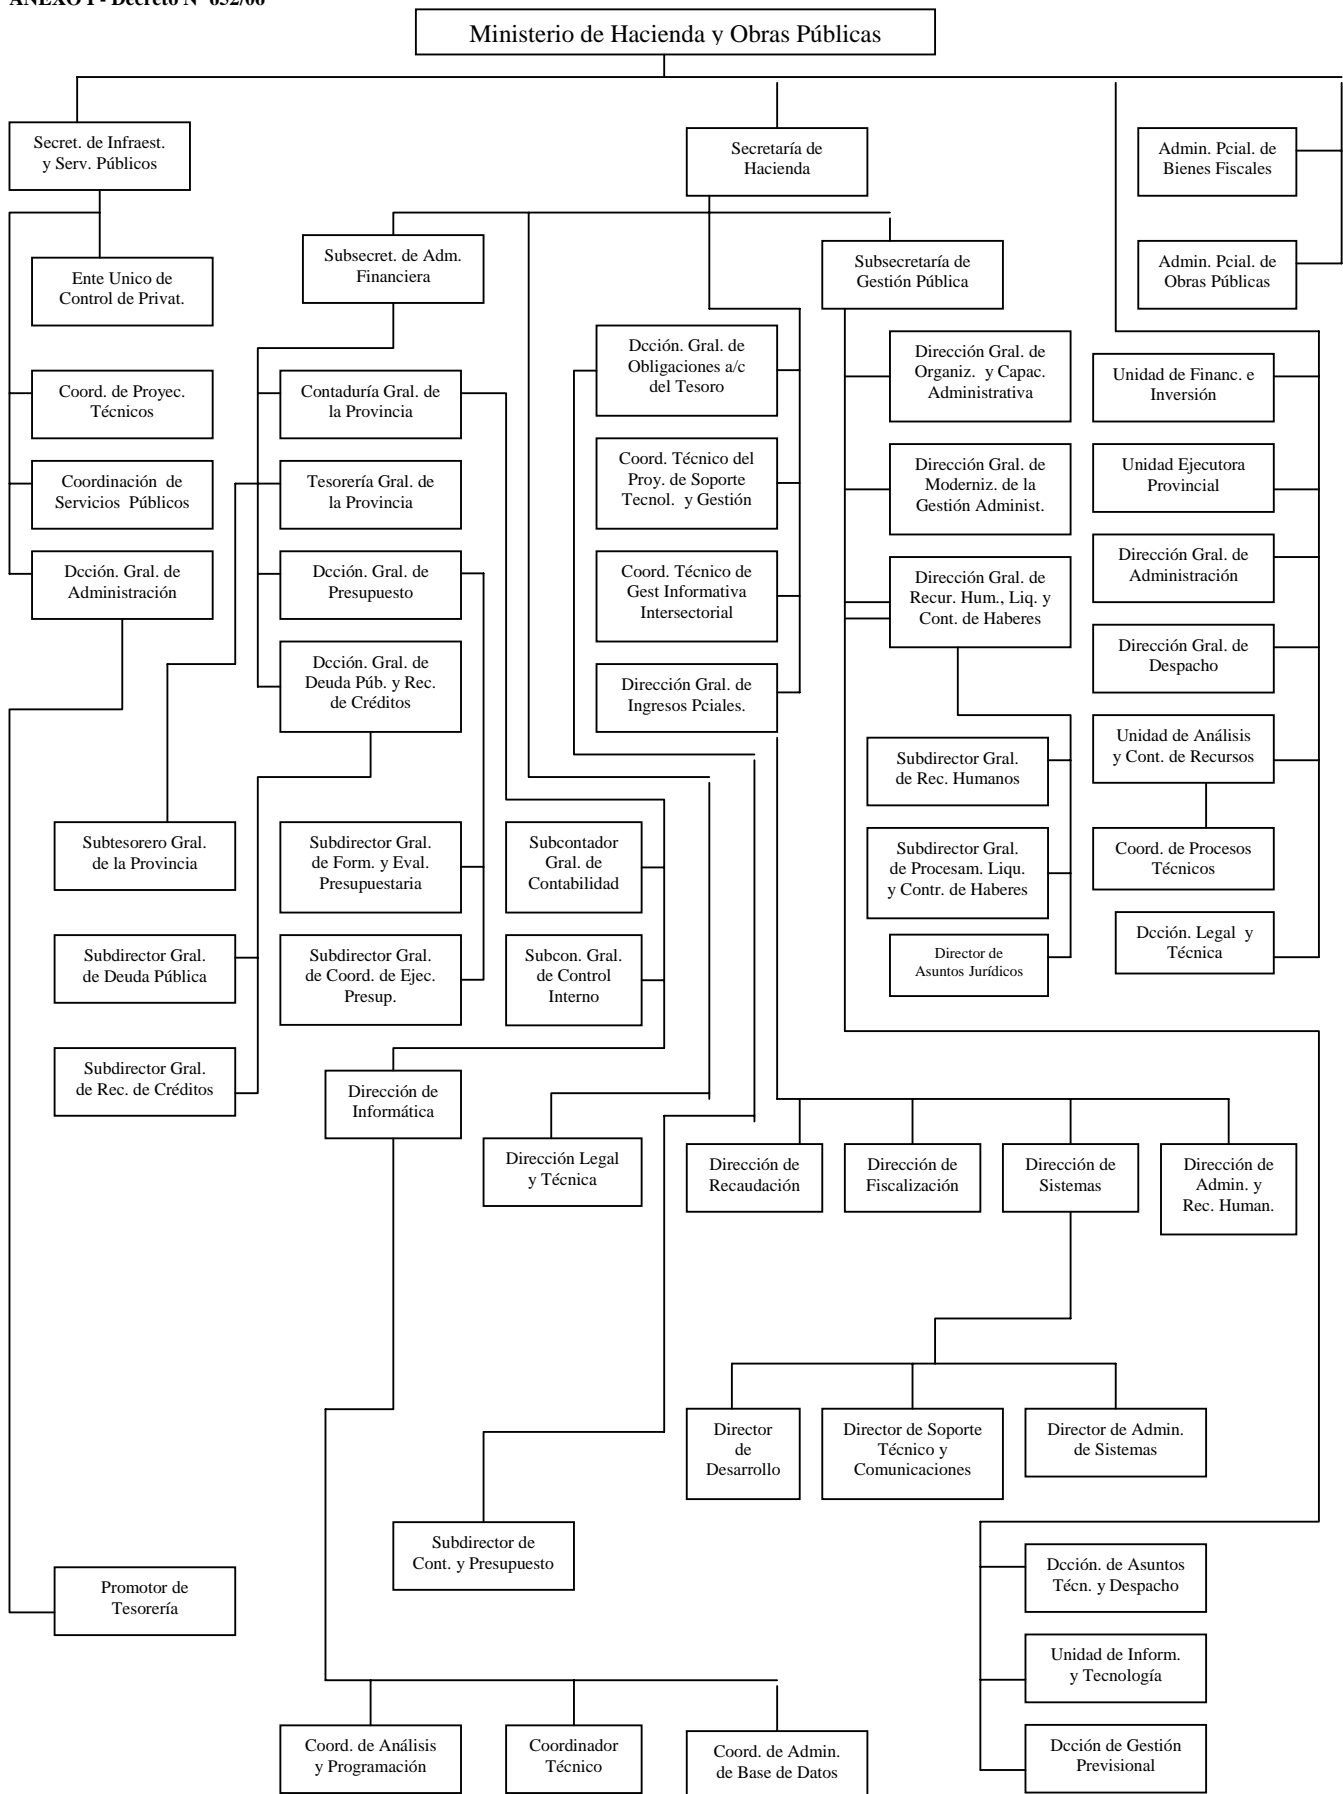 ANEXO I - Decreto Nº 652/06
Ministerio de Hacienda y Obras Públicas
Secret. de Infraest.
y Serv. Públicos
Secretaría de
Hacienda
Admin. Pcial. de
Bienes Fiscales
Ente Unico de
Control de Privat.
Subsecret. de Adm.
Financiera
Subsecretaría de
Gestión Pública
Admin. Pcial. de
Obras Públicas
Coord. de Proyec.
Técnicos
Contaduría Gral. de
la Provincia
Dcción. Gral. de
Obligaciones a/c
del Tesoro
Dirección Gral. de
Organiz. y Capac.
Administrativa
Unidad de Financ. e
Inversión
Coordinación de
Servicios Públicos
Tesorería Gral. de
la Provincia
Coord. Técnico del
Proy. de Soporte
Tecnol. y Gestión
Dirección Gral. de
Moderniz. de la
Gestión Administ.
Unidad Ejecutora
Provincial
Dcción. Gral. de
Administración
Dcción. Gral. de
Presupuesto
Coord. Técnico de
Gest Informativa
Intersectorial
Dirección Gral. de
Recur. Hum., Liq. y
Cont. de Haberes
Dirección Gral. de
Administración
Dcción. Gral. de
Deuda Púb. y Rec.
de Créditos
Dirección Gral. de
Ingresos Pciales.
Dirección Gral. de
Despacho
Subdirector Gral.
de Rec. Humanos
Unidad de Análisis
y Cont. de Recursos
Subtesorero Gral.
de la Provincia
Subdirector Gral.
de Form. y Eval.
Presupuestaria
Subcontador
Gral. de
Contabilidad
Subdirector Gral.
de Procesam. Liqu.
y Contr. de Haberes
Coord. de Procesos
Técnicos
Subdirector Gral.
de Deuda Pública
Subdirector Gral.
de Coord. de Ejec.
Presup.
Subcon. Gral.
de Control
Interno
Director de
Asuntos Jurídicos
Dcción. Legal y
Técnica
Subdirector Gral.
de Rec. de Créditos
Dirección de
Informática
Dirección Legal
y Técnica
Dirección de
Recaudación
Dirección de
Fiscalización
Dirección de
Sistemas
Dirección de
Admin. y
Rec. Human.
Director
de
Desarrollo
Director de Soporte
Técnico y
Comunicaciones
Director de Admin.
de Sistemas
Subdirector de
Cont. y Presupuesto
Promotor de
Tesorería
Dcción. de Asuntos
Técn. y Despacho
Unidad de Inform.
y Tecnología
Coord. de Análisis
y Programación
Coordinador
Técnico
Coord. de Admin.
de Base de Datos
Dcción de Gestión
Previsional